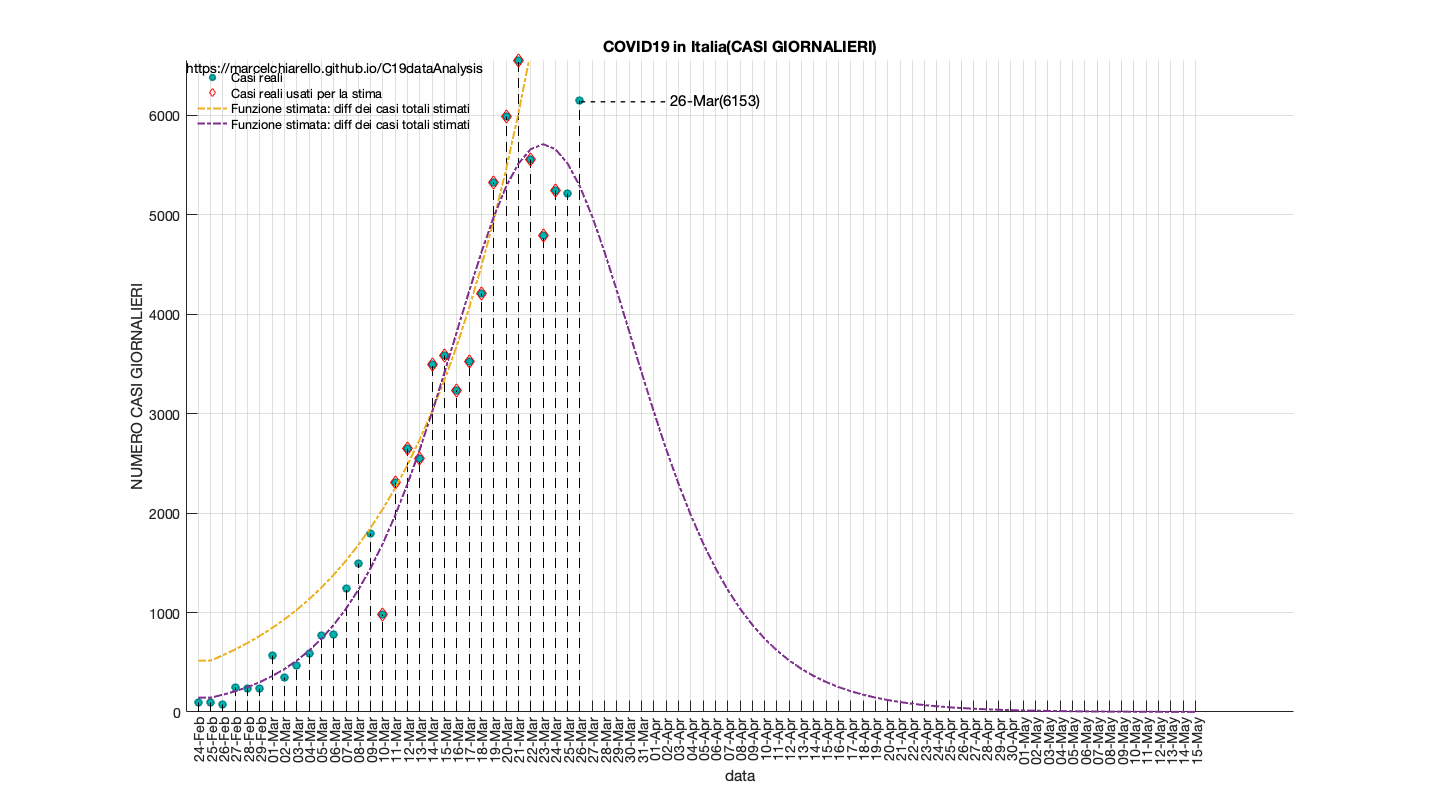 COVID19 in Italia(CASI GIORNALIERI)
https://marcelchiarello.github.io/C19dataAnalysis
Casi reali
Casi reali usati per la stima
Funzione stimata: diff dei casi totali stimati
Funzione stimata: diff dei casi totali stimati
26-Mar(6153)
NUMERO CASI GIORNALIERI
6000
5000
4000
3000
2000
1000
0
24-Feb
25-Feb
26-Feb
27-Feb
28-Feb
29-Feb
01-Mar
02-Mar
03-Mar
04-Mar
05-Mar
06-Mar
07-Mar
08-Mar
09-Mar
10-Mar
11-Mar
12-Mar
13-Mar
14-Mar
15-Mar
16-Mar
17-Mar
18-Mar
19-Mar
20-Mar
21-Mar
22-Mar
23-Mar
24-Mar
25-Mar
26-Mar
27-Mar
28-Mar
29-Mar
30-Mar
31-Mar
01-Apr
02-Apr
03-Apr
04-Apr
05-Apr
06-Apr
07-Apr
08-Apr
09-Apr
10-Apr
11-Apr
12-Apr
13-Apr
14-Apr
15-Apr
16-Apr
17-Apr
18-Apr
19-Apr
20-Apr
21-Apr
22-Apr
23-Apr
24-Apr
25-Apr
26-Apr
27-Apr
28-Apr
29-Apr
30-Apr
01-May
02-May
03-May
04-May
05-May
06-May
07-May
08-May
09-May
10-May
11-May
12-May
13-May
14-May
15-May
data